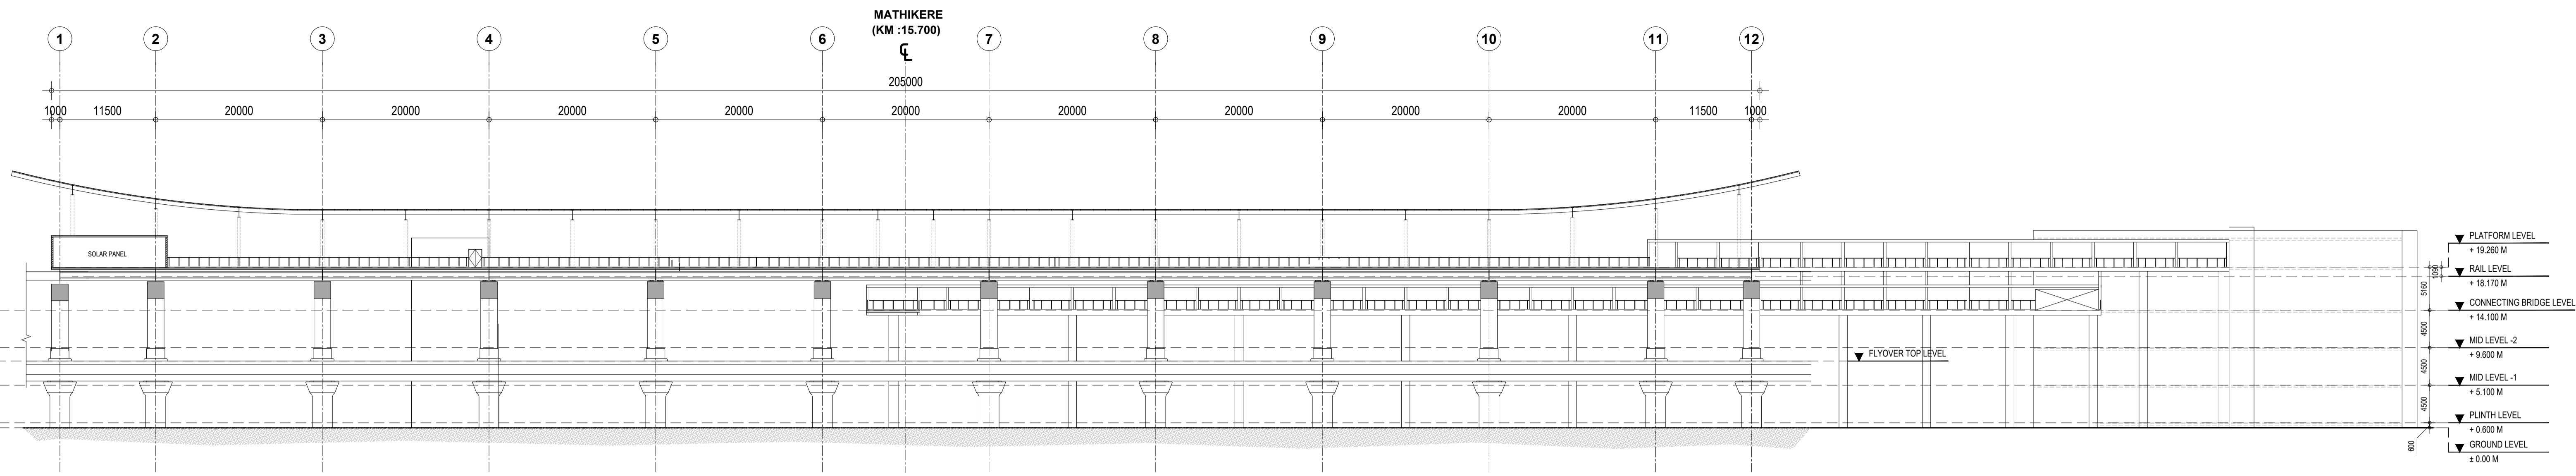 MATHIKERE
(KM :15.700)
℄
1 2 3 4 5 6 7 8 9 10 11 12
205000
1000 11500 20000 20000 20000 20000 20000 20000 20000 20000 20000 11500 1000
SOLAR PANEL
FLYOVER TOP LEVEL
PLATFORM LEVEL
+ 19.260 M
RAIL LEVEL
+ 18.170 M
CONNECTING BRIDGE LEVEL
+ 14.100 M
MID LEVEL -2
+ 9.600 M
MID LEVEL -1
+ 5.100 M
PLINTH LEVEL
+ 0.600 M
GROUND LEVEL
± 0.00 M
1090
5160
4500
4500
4500
600